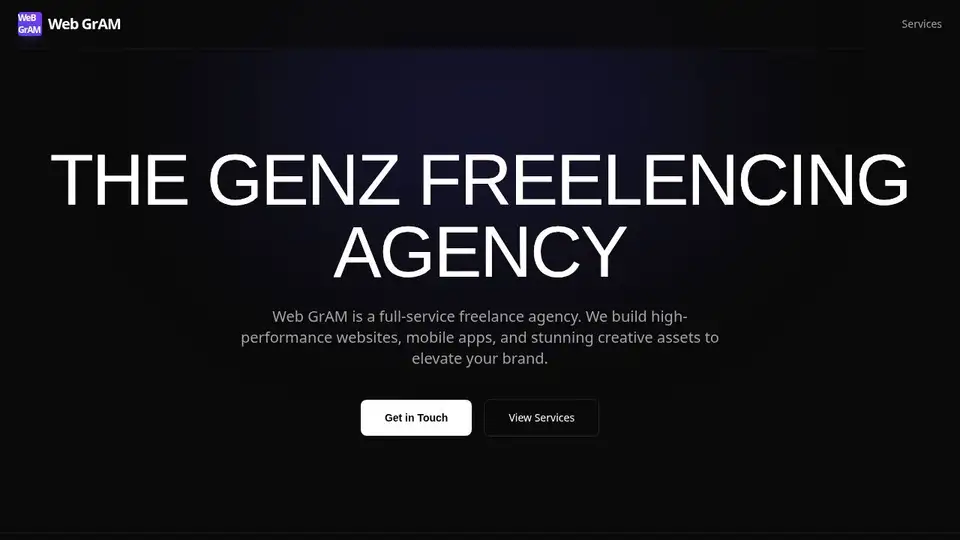 WeB
GrAM
Web GrAM
Services
THE GENZ FREELENCING
AGENCY
Web GrAM is a full-service freelance agency. We build high-
performance websites, mobile apps, and stunning creative assets to
elevate your brand.
Get in Touch
View Services